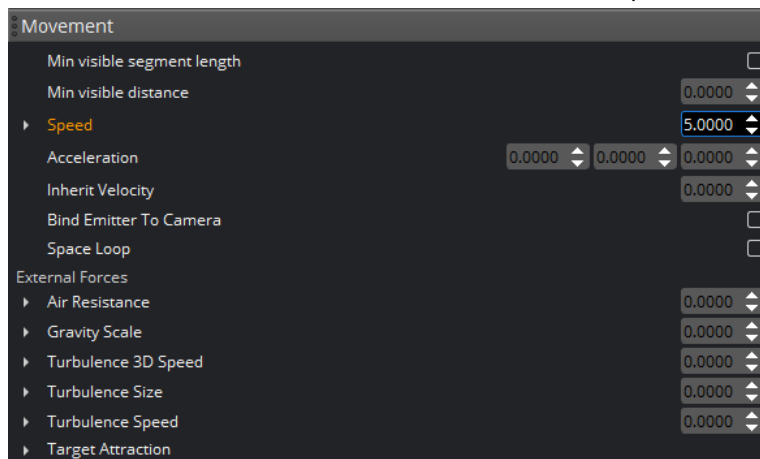 Movement
Min visible segment length
Min visible distance 0.0000
Speed 5.0000
Acceleration 0.0000 0.0000 0.0000
Inherit Velocity 0.0000
Bind Emitter To Camera
Space Loop
External Forces
Air Resistance 0.0000
Gravity Scale 0.0000
Turbulence 3D Speed 0.0000
Turbulence Size 0.0000
Turbulence Speed 0.0000
Target Attraction